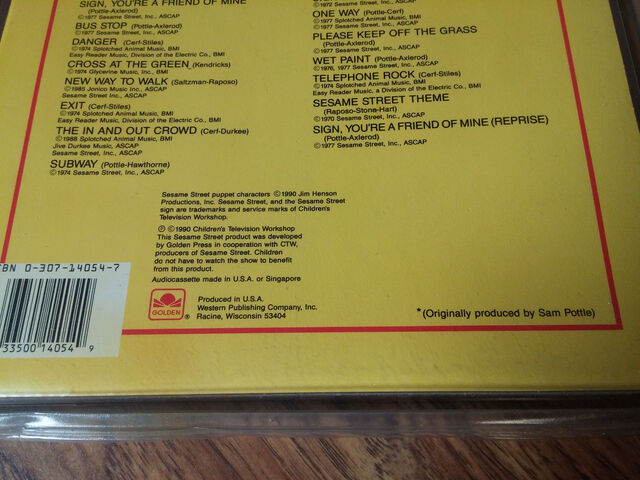 SIGN, YOU'RE A FRIEND OF MINE
(Pottle-Axlerod)
©1977 Sesame Street, Inc., ASCAP
BUS STOP (Pottle-Axlerod)
©1977 Sesame Street, Inc., ASCAP
DANGER (Cerf-Stiles)
©1974 Splotched Animal Music, BMI
Easy Reader Music, Division of the Electric Co., BMI
CROSS AT THE GREEN (Kendricks)
©1974 Glycerine Music, Inc., BMI
NEW WAY TO WALK (Saltzman-Raposo)
©1985 Jonico Music, Inc., ASCAP
Sesame Street, Inc., ASCAP
EXIT (Cerf-Stiles)
©1974 Splotched Animal Music, BMI
Easy Reader Music, Division of the Electric Co., BMI
THE IN AND OUT CROWD (Cerf-Durkee)
©1988 Splotched Animal Music, BMI
Jive Durkee Music, ASCAP
Sesame Street, Inc., ASCAP
SUBWAY (Pottle-Hawthorne)
©1974 Sesame Street, Inc., ASCAP
©1972 Sesame Street, Inc., ASCAP
ONE WAY (Pottle-Cerf)
©1977 Splotched Animal Music, BMI
©1977 Sesame Street, Inc., ASCAP
PLEASE KEEP OFF THE GRASS
(Pottle-Axlerod)
©1977 Sesame Street, Inc., ASCAP
WET PAINT (Pottle-Axlerod)
©1976, 1977 Sesame Street, Inc., ASCAP
TELEPHONE ROCK (Cerf-Stiles)
©1974 Splotched Animal Music, BMI
Easy Reader Music, a Division of the Electric Co., BMI
SESAME STREET THEME
(Raposo-Stone-Hart)
©1970 Sesame Street, Inc., ASCAP
SIGN, YOU'RE A FRIEND OF MINE (REPRISE)
(Pottle-Axlerod)
©1977 Sesame Street, Inc., ASCAP
Sesame Street puppet characters ©1990 Jim Henson
Productions, Inc. Sesame Street, and the Sesame Street
sign are trademarks and service marks of Children's
Television Workshop.
℗ ©1990 Children's Television Workshop
This Sesame Street product was developed
by Golden Press in cooperation with CTW,
producers of Sesame Street. Children
do not have to watch the show to benefit
from this product.
Audiocassette made in U.S.A. or Singapore
GOLDEN ®
Produced in U.S.A.
Western Publishing Company, Inc.
Racine, Wisconsin 53404
*(Originally produced by Sam Pottle)
BN 0-307-14054-7
33500 14054 9